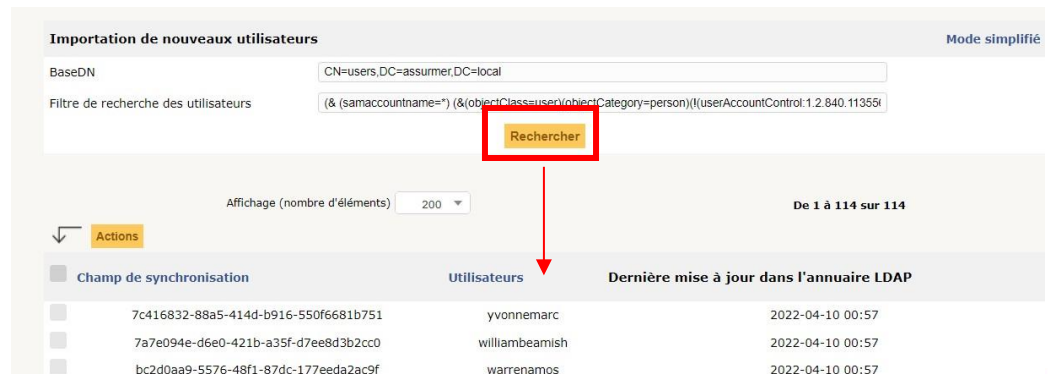 Importation de nouveaux utilisateurs Mode simplifié
BaseDN CN=users,DC=assurmer,DC=local
Filtre de recherche des utilisateurs (& (samaccountname=*) (&(objectClass=user)(objectCategory=person)(!(userAccountControl:1.2.840.113556
Rechercher
Affichage (nombre d'éléments) 200 De 1 à 114 sur 114
Actions
Champ de synchronisation Utilisateurs Dernière mise à jour dans l'annuaire LDAP
7c416832-88a5-414d-b916-550f6681b751 yvonnemarc 2022-04-10 00:57
7a7e094e-d6e0-421b-a35f-d7ee8d3b2cc0 williambeamish 2022-04-10 00:57
bc2d0aa9-5576-48f1-87dc-177eeda2ac9f warrenamos 2022-04-10 00:57